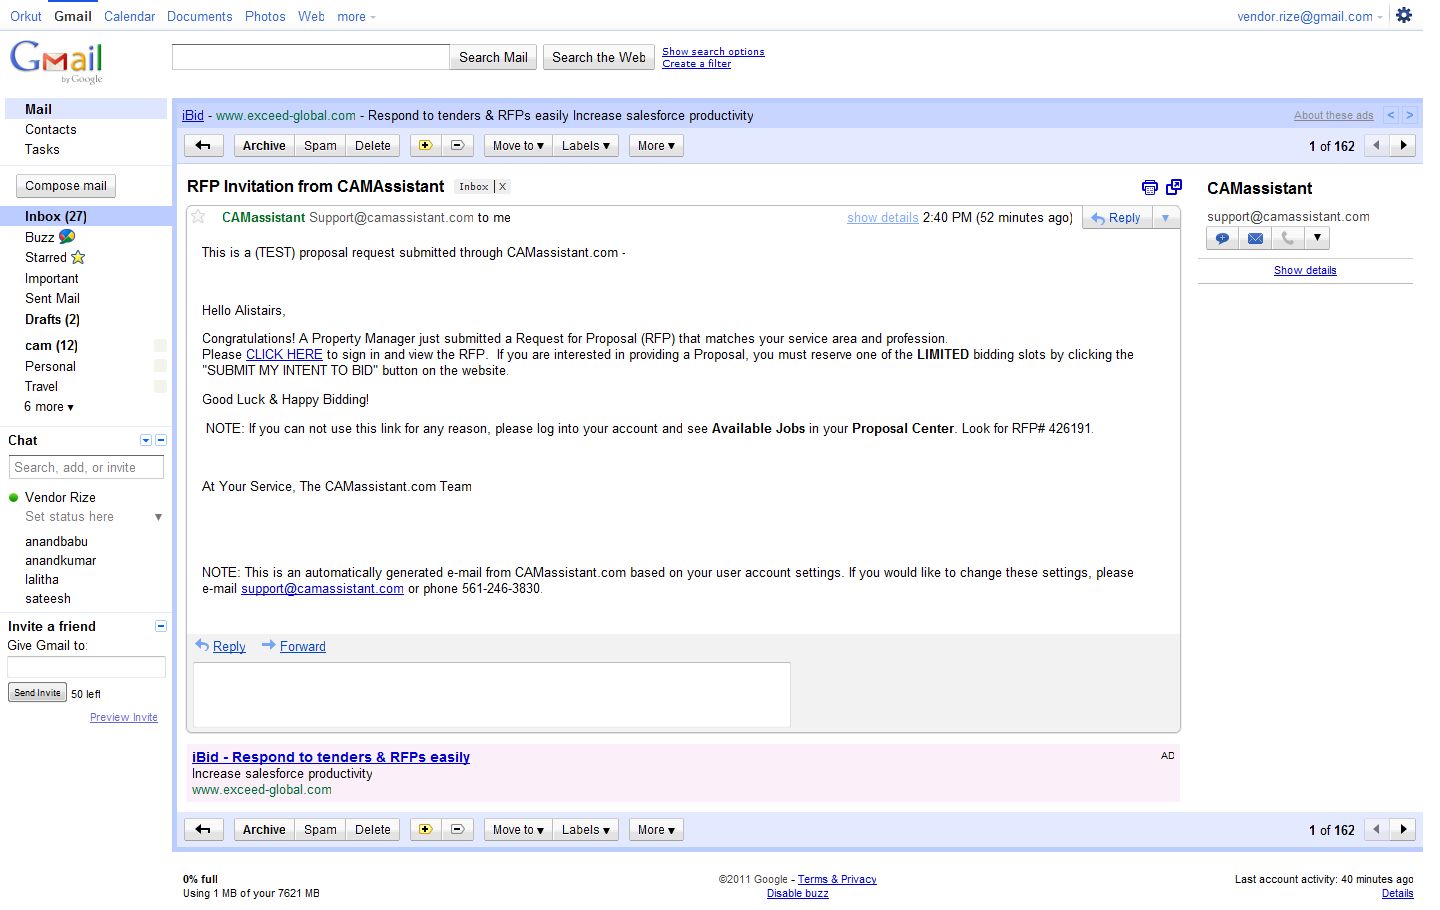 Orkut Gmail Calendar Documents Photos Web more
vendor.rize@gmail.com
Gmail
by Google
Search Mail Search the Web
Show search options
Create a filter
Mail
Contacts
Tasks
Compose mail
Inbox (27)
Buzz
Starred
Important
Sent Mail
Drafts (2)
cam (12)
Personal
Travel
6 more ▾
Chat
Search, add, or invite
Vendor Rize
Set status here
anandbabu
anandkumar
lalitha
sateesh
Invite a friend
Give Gmail to:
Send Invite 50 left
Preview Invite
iBid - www.exceed-global.com - Respond to tenders & RFPs easily Increase salesforce productivity
About these ads < >
Archive Spam Delete Move to ▾ Labels ▾ More ▾
1 of 162
RFP Invitation from CAMAssistant Inbox | X
CAMassistant Support@camassistant.com to me
show details 2:40 PM (52 minutes ago) Reply
This is a (TEST) proposal request submitted through CAMassistant.com -
Hello Alistairs,
Congratulations! A Property Manager just submitted a Request for Proposal (RFP) that matches your service area and profession.
Please CLICK HERE to sign in and view the RFP. If you are interested in providing a Proposal, you must reserve one of the LIMITED bidding slots by clicking the
"SUBMIT MY INTENT TO BID" button on the website.
Good Luck & Happy Bidding!
NOTE: If you can not use this link for any reason, please log into your account and see Available Jobs in your Proposal Center. Look for RFP# 426191.
At Your Service, The CAMassistant.com Team
NOTE: This is an automatically generated e-mail from CAMassistant.com based on your user account settings. If you would like to change these settings, please
e-mail support@camassistant.com or phone 561-246-3830.
Reply Forward
iBid - Respond to tenders & RFPs easily
AD
Increase salesforce productivity
www.exceed-global.com
CAMassistant
support@camassistant.com
Show details
Archive Spam Delete Move to ▾ Labels ▾ More ▾
1 of 162
0% full
Using 1 MB of your 7621 MB
©2011 Google - Terms & Privacy
Disable buzz
Last account activity: 40 minutes ago
Details